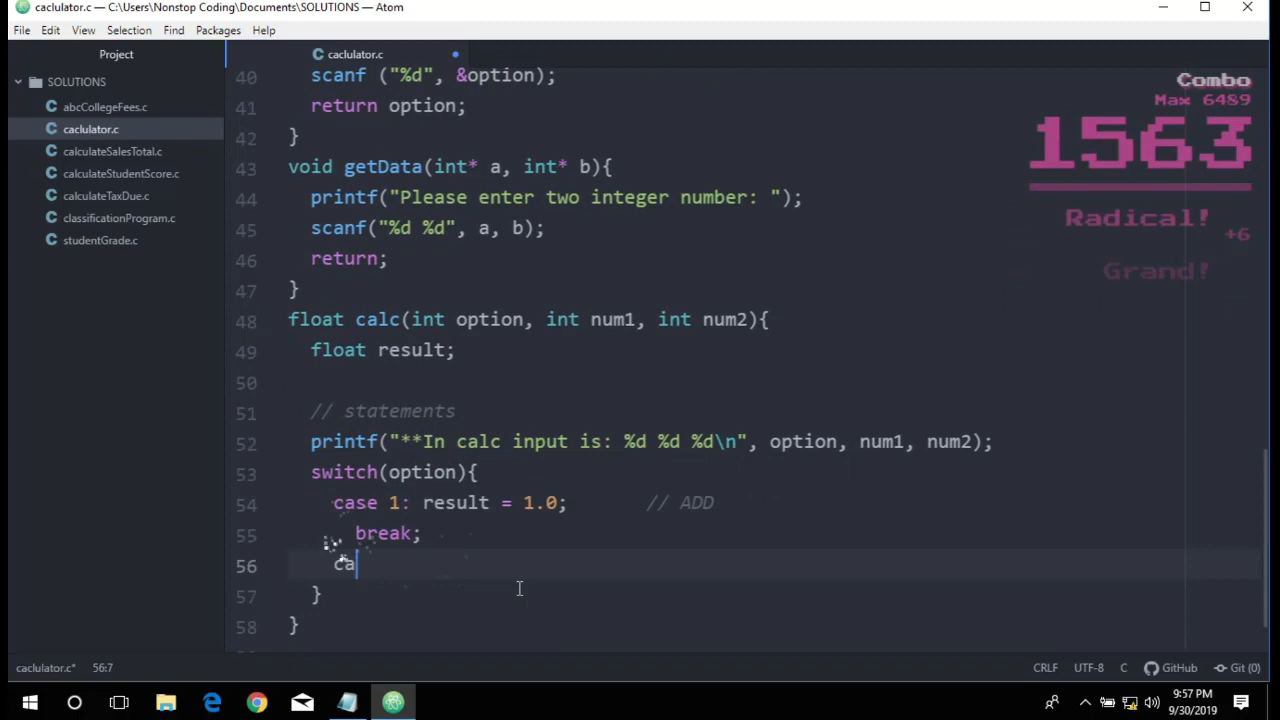 caclulator.c — C:\Users\Nonstop Coding\Documents\SOLUTIONS — Atom
File Edit View Selection Find Packages Help
Project
SOLUTIONS
abcCollegeFees.c
caclulator.c
calculateSalesTotal.c
calculateStudentScore.c
calculateTaxDue.c
classificationProgram.c
studentGrade.c
caclulator.c
40 scanf ("%d", &option);
41 return option;
42 }
43 void getData(int* a, int* b){
44 printf("Please enter two integer number: ");
45 scanf("%d %d", a, b);
46 return;
47 }
48 float calc(int option, int num1, int num2){
49 float result;
50
51 // statements
52 printf("**In calc input is: %d %d %d\n", option, num1, num2);
53 switch(option){
54 case 1: result = 1.0; // ADD
55 break;
56 ca
57 }
58 }
Combo
Max 6489
1563
Radical!
+6
Grand!
caclulator.c* 56:7
CRLF UTF-8 C GitHub Git (0)
9:57 PM
9/30/2019